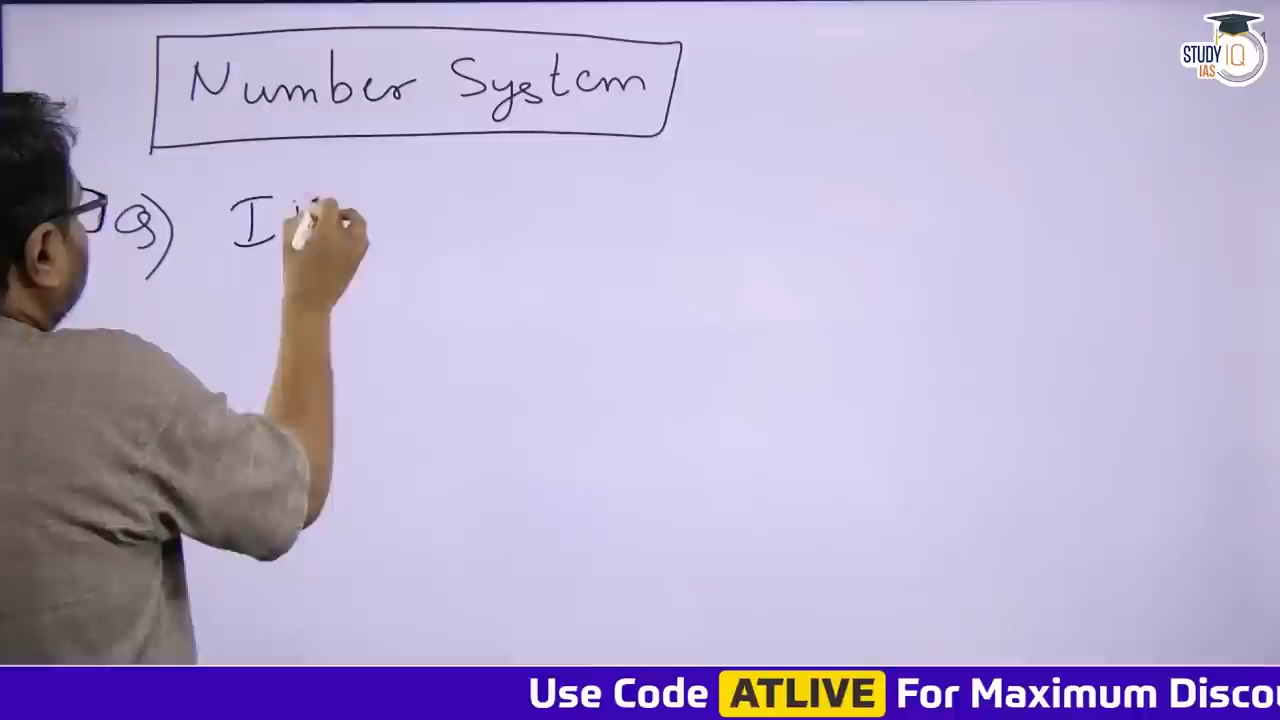 Number System
STUDY IQ
IAS
Q) I
Use Code ATLIVE For Maximum Disco